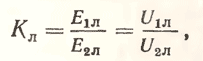 Kл = E1л / E2л = U1л / U2л,